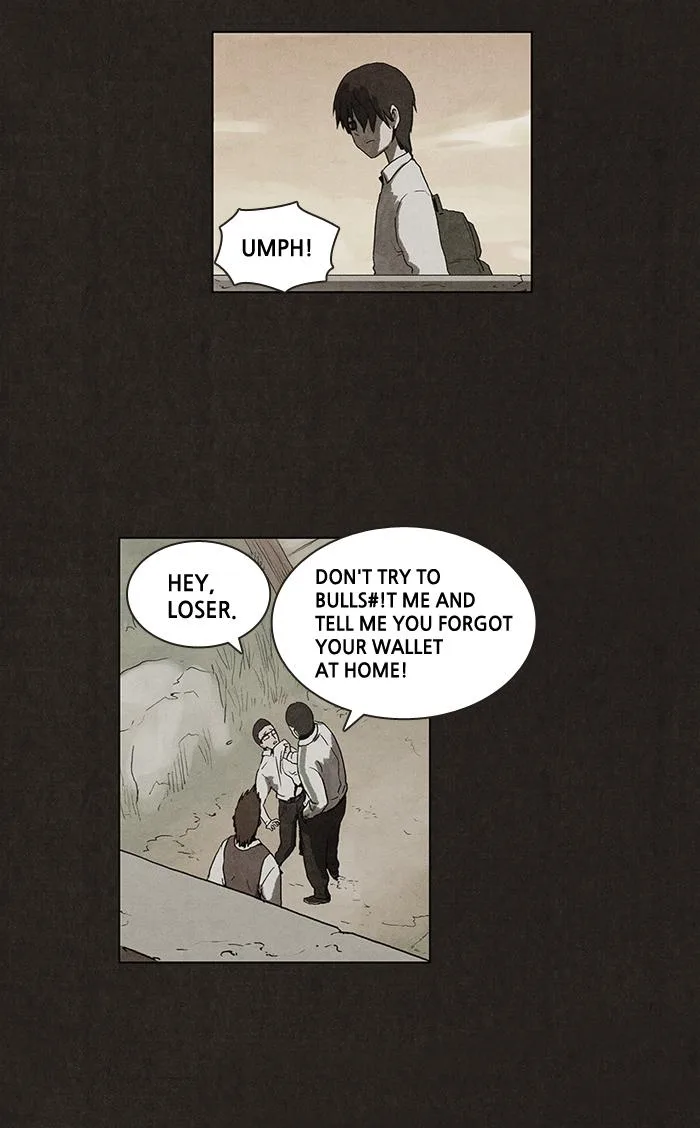 UMPH!
HEY,
LOSER.
DON'T TRY TO
BULLS#!T ME AND
TELL ME YOU FORGOT
YOUR WALLET
AT HOME!